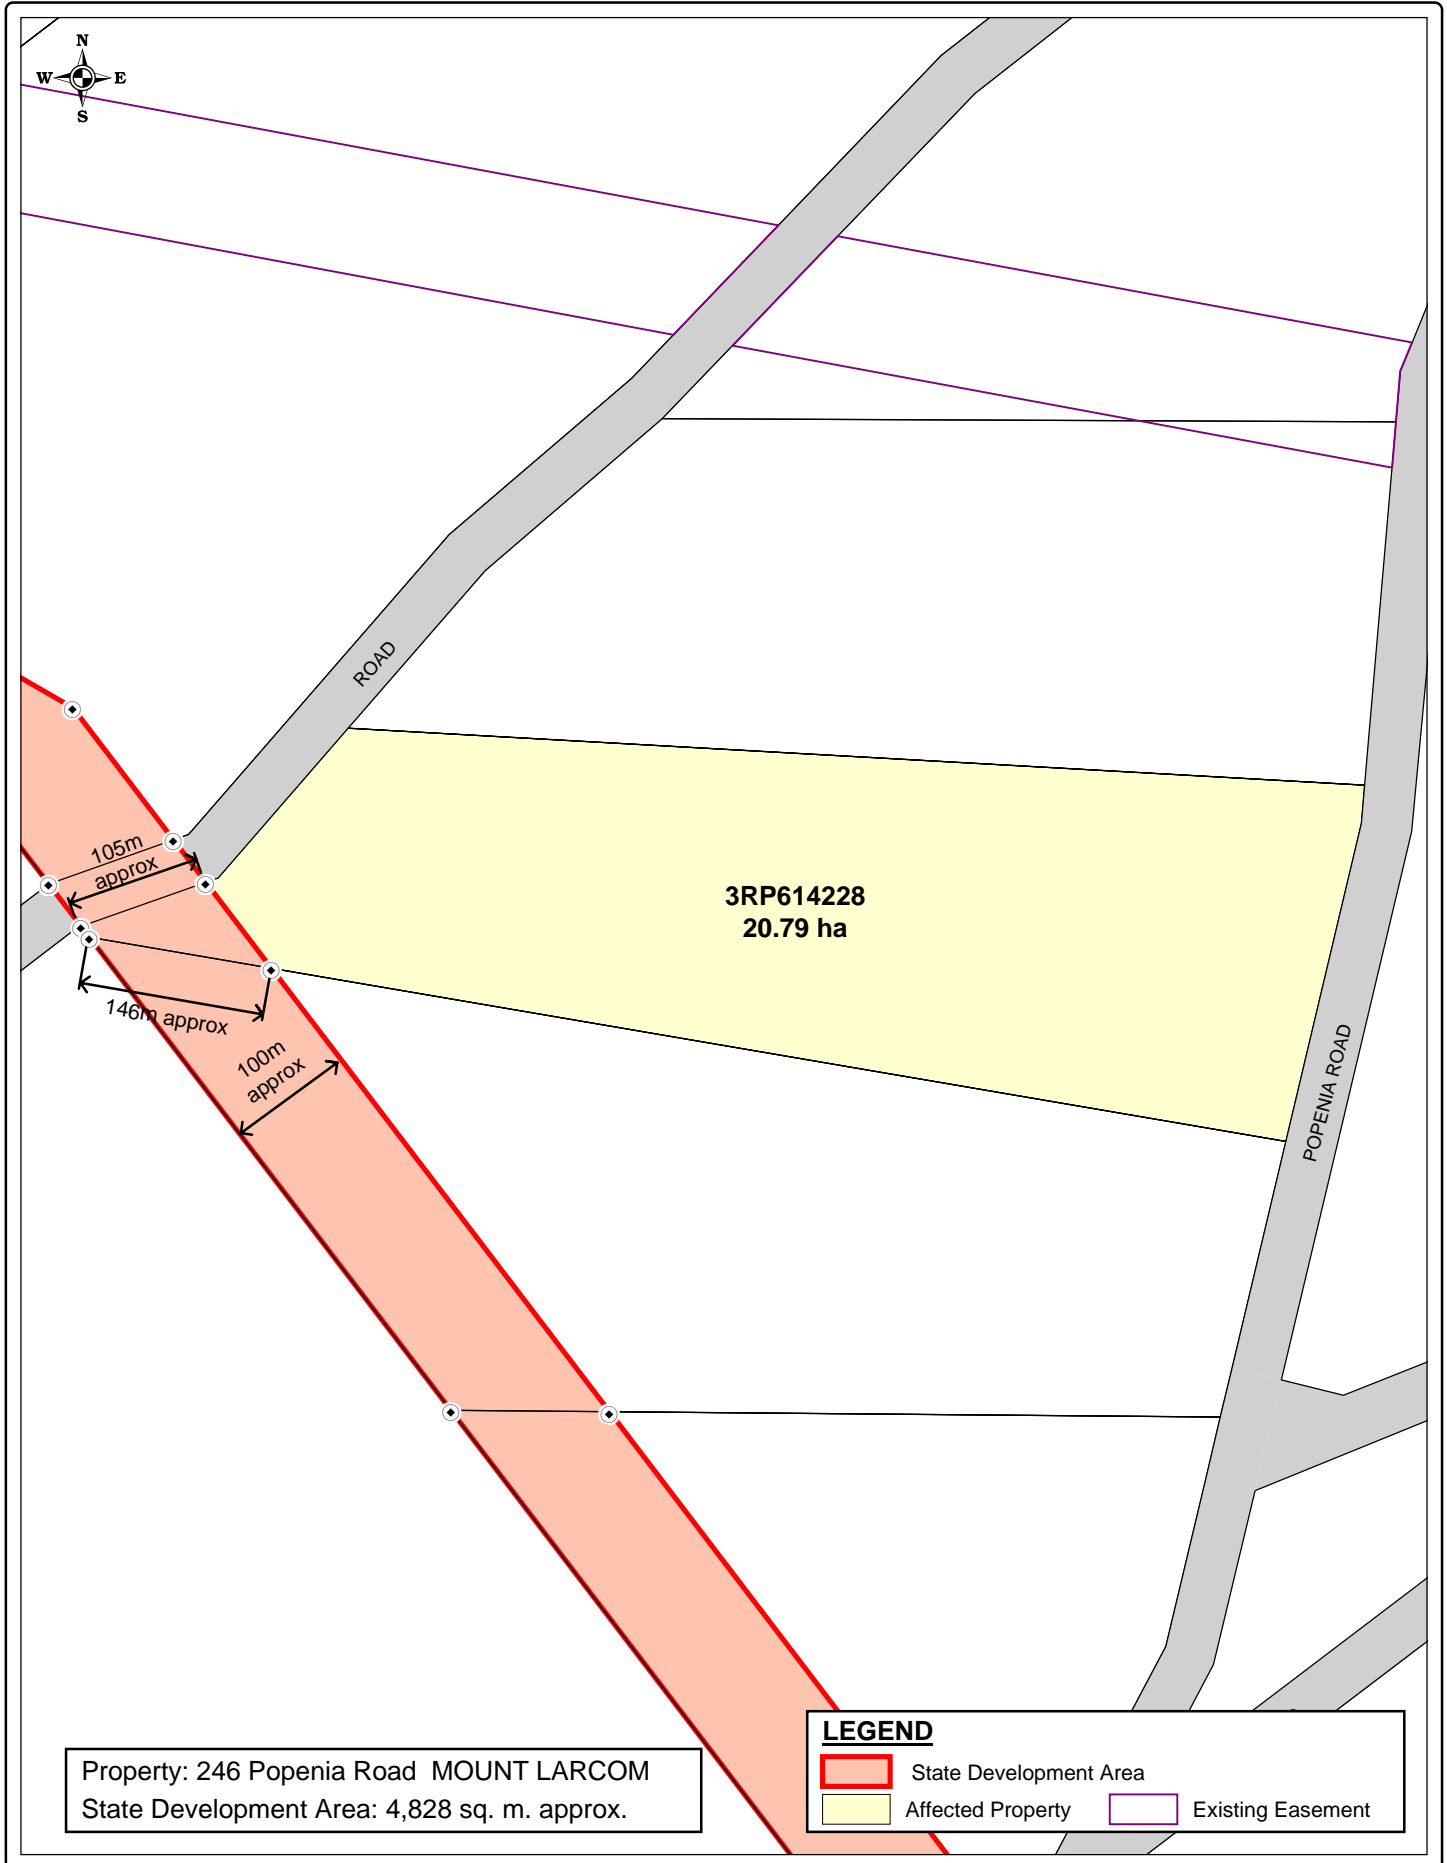 N
W E
S
ROAD
105m
approx
3RP614228
20.79 ha
146m approx
100m
approx
POPENIA ROAD
Property: 246 Popenia Road MOUNT LARCOM
State Development Area: 4,828 sq. m. approx.
LEGEND
State Development Area
Affected Property
Existing Easement